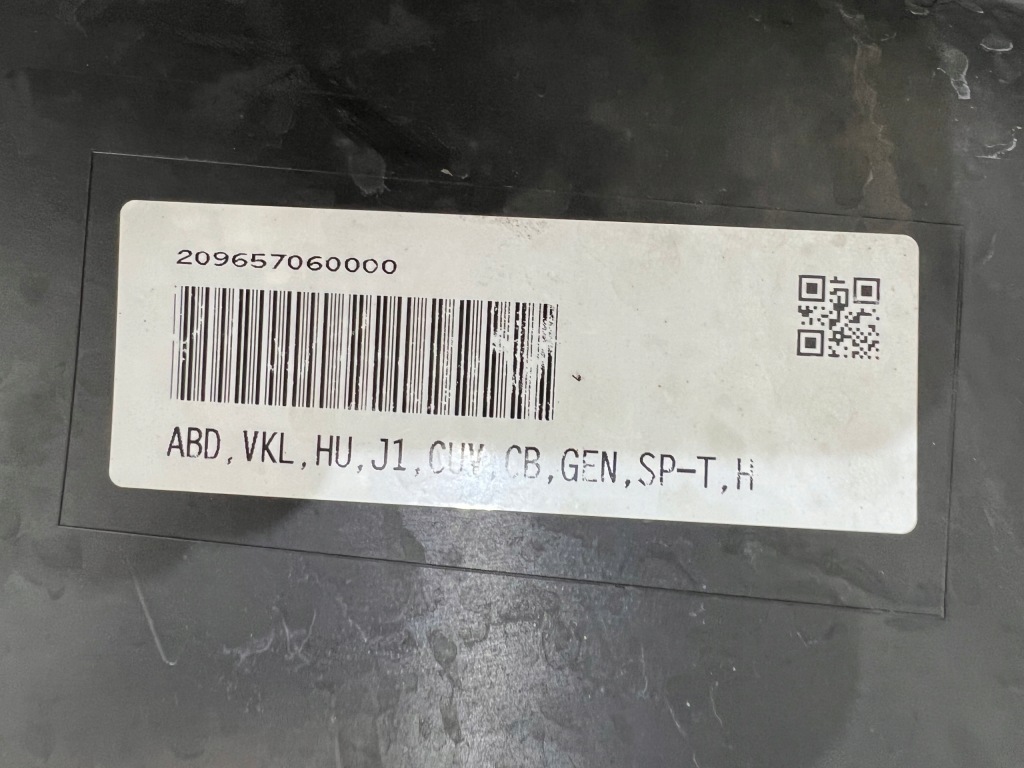 209657060000
ABD,VKL,HU,J1,CUV,CB,GEN,SP-T,H